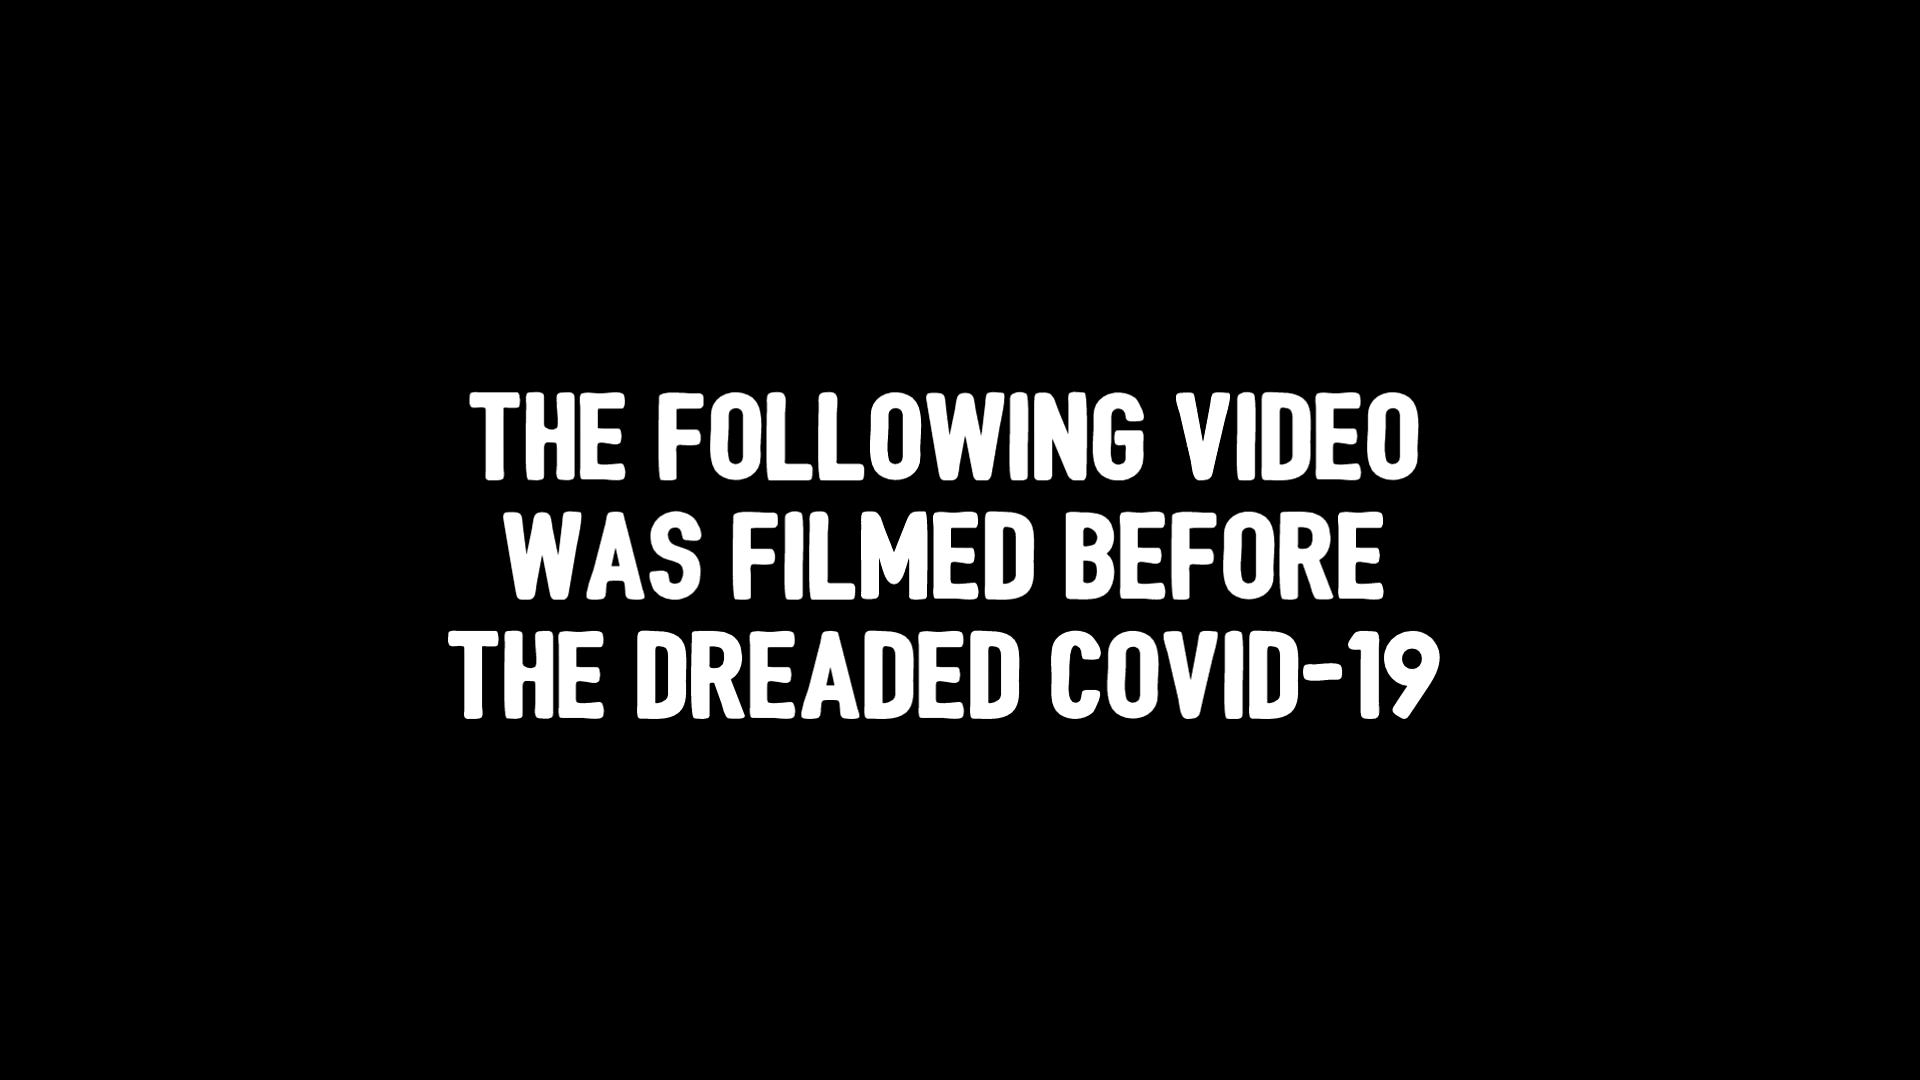 THE FOLLOWING VIDEO
WAS FILMED BEFORE
THE DREADED COVID-19